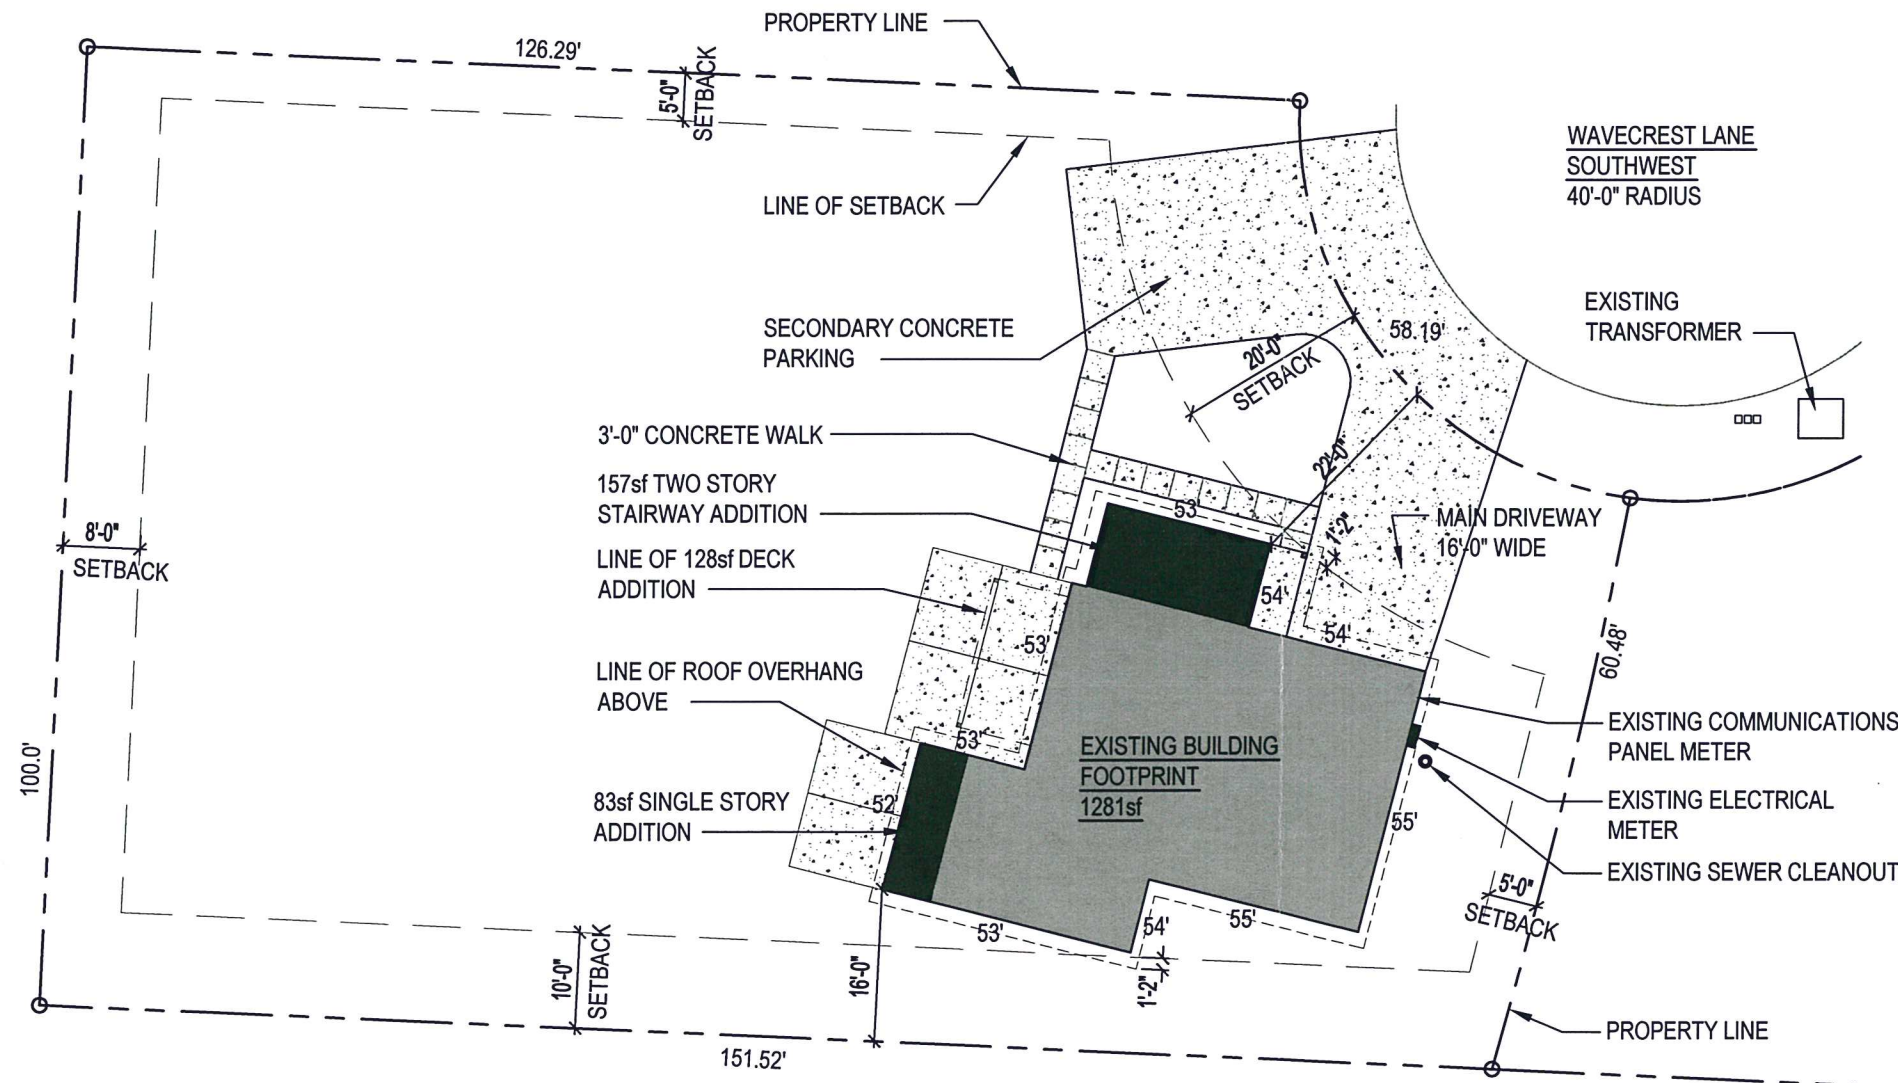 PROPERTY LINE
126.29'
5'-0"
SETBACK
WAVECREST LANE
SOUTHWEST
40'-0" RADIUS
LINE OF SETBACK
EXISTING
TRANSFORMER
SECONDARY CONCRETE
PARKING
58.19'
20'-0"
SETBACK
3'-0" CONCRETE WALK
22'-0"
157sf TWO STORY
STAIRWAY ADDITION
53'
1'-2"
MAIN DRIVEWAY
16'-0" WIDE
8'-0"
SETBACK
LINE OF 128sf DECK
ADDITION
54'
54'
53'
60.48'
LINE OF ROOF OVERHANG
ABOVE
EXISTING COMMUNICATIONS
PANEL METER
53'
EXISTING BUILDING
FOOTPRINT
1281sf
100.0'
83sf SINGLE STORY
ADDITION
52'
55'
EXISTING ELECTRICAL
METER
EXISTING SEWER CLEANOUT
5'-0"
SETBACK
53'
54'
55'
10'-0"
SETBACK
16'-0"
1'-2"
PROPERTY LINE
151.52'